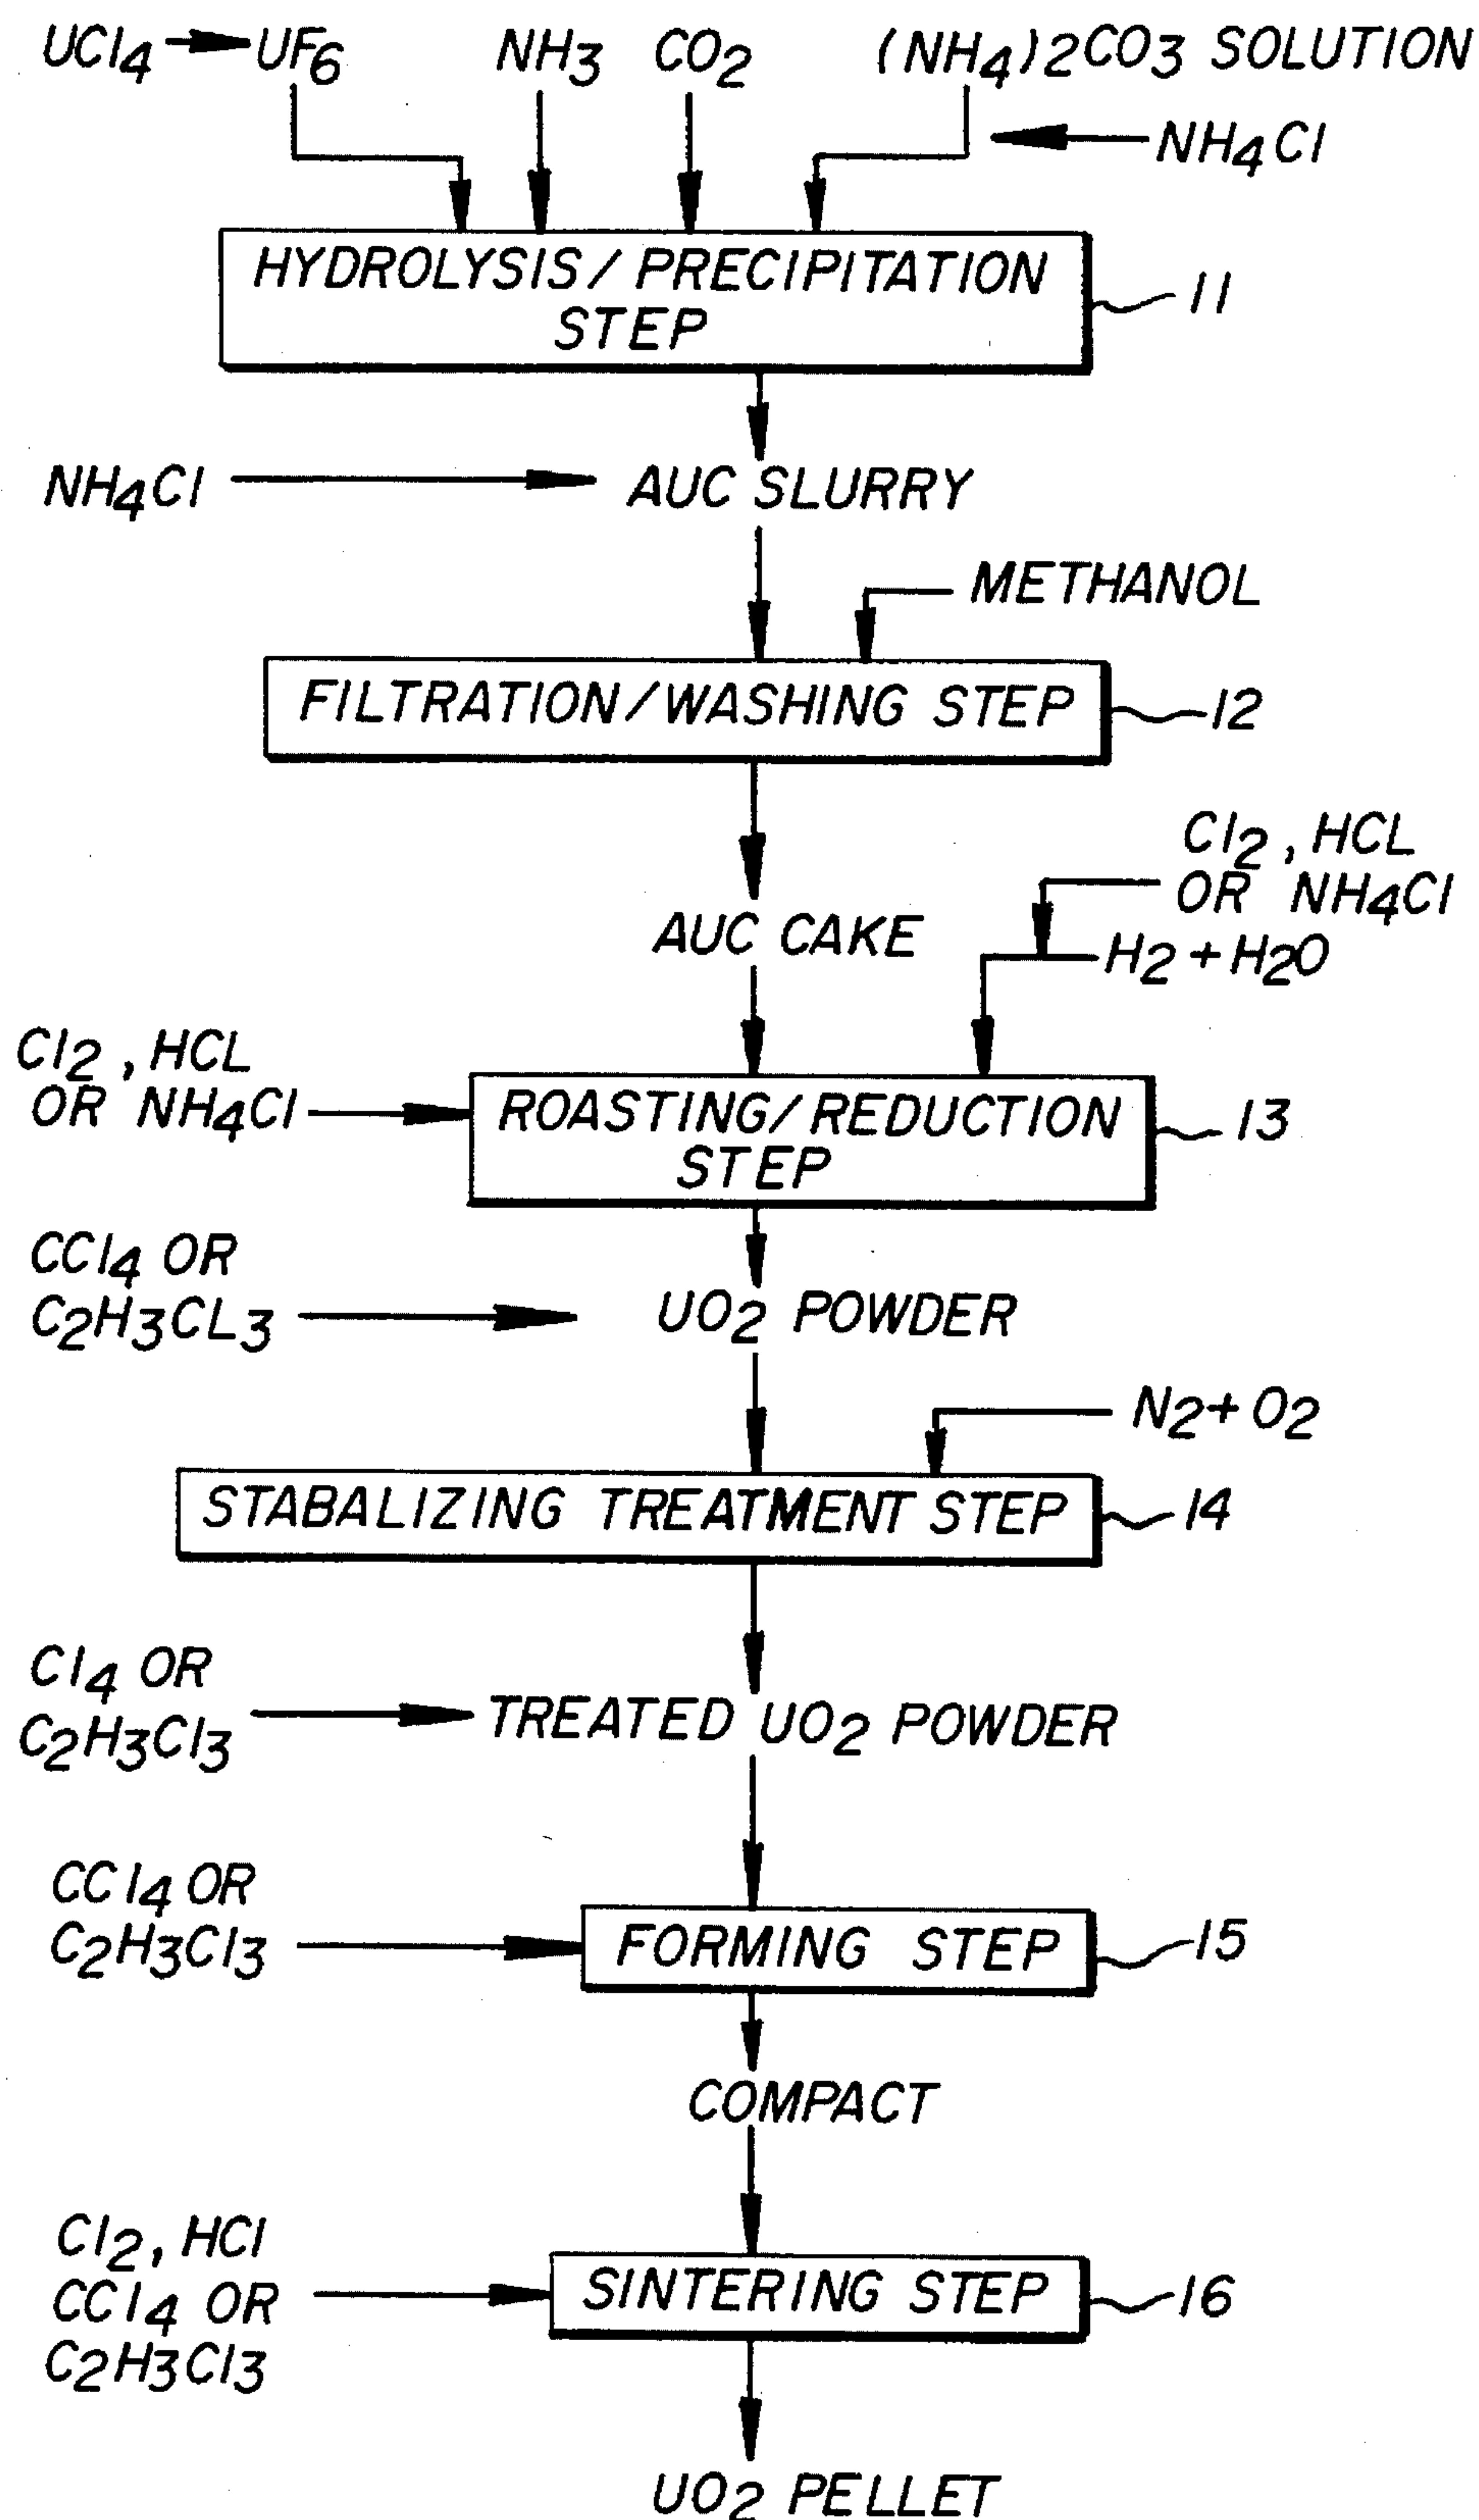 UCl4 UF6 NH3 CO2 (NH4)2CO3 SOLUTION
NH4Cl
HYDROLYSIS/PRECIPITATION
STEP
11
NH4Cl
AUC SLURRY
METHANOL
FILTRATION/WASHING STEP
12
Cl2, HCL
OR NH4Cl
AUC CAKE
H2+H2O
Cl2, HCL
OR NH4Cl
ROASTING/REDUCTION
STEP
13
CCl4 OR
C2H3CL3
UO2 POWDER
N2+O2
STABALIZING TREATMENT STEP
14
Cl4 OR
C2H3Cl3
TREATED UO2 POWDER
CCl4 OR
C2H3Cl3
FORMING STEP
15
COMPACT
Cl2, HCl
CCl4 OR
C2H3Cl3
SINTERING STEP
16
UO2 PELLET